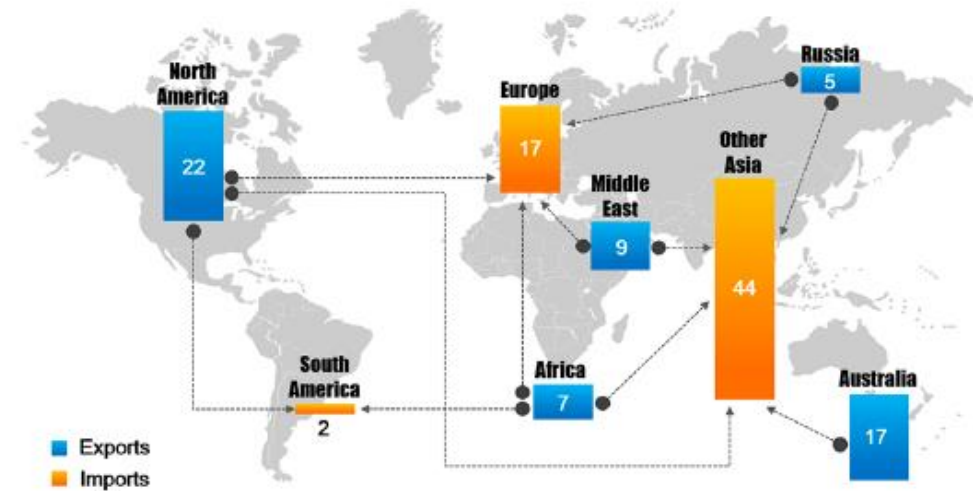 North
America
22
Europe
17
Russia
5
Other
Asia
44
Middle
East
9
South
America
2
Africa
7
Australia
17
Exports
Imports